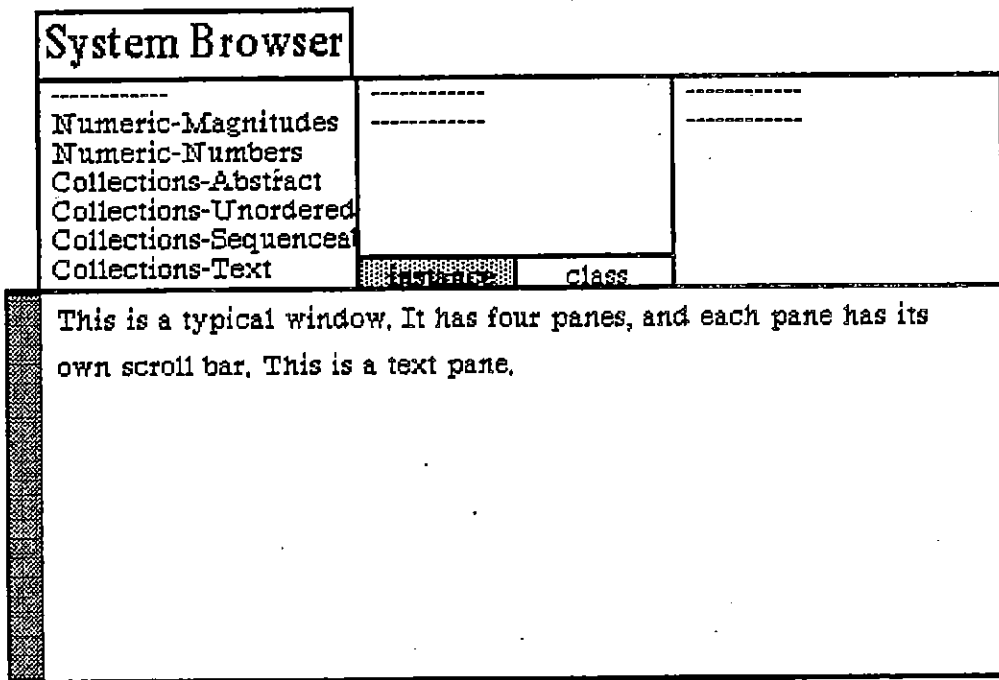 System Browser
------------
Numeric-Magnitudes
Numeric-Numbers
Collections-Abstract
Collections-Unordered
Collections-Sequencea
Collections-Text
------------
------------
class
------------
------------
This is a typical window. It has four panes, and each pane has its
own scroll bar. This is a text pane.